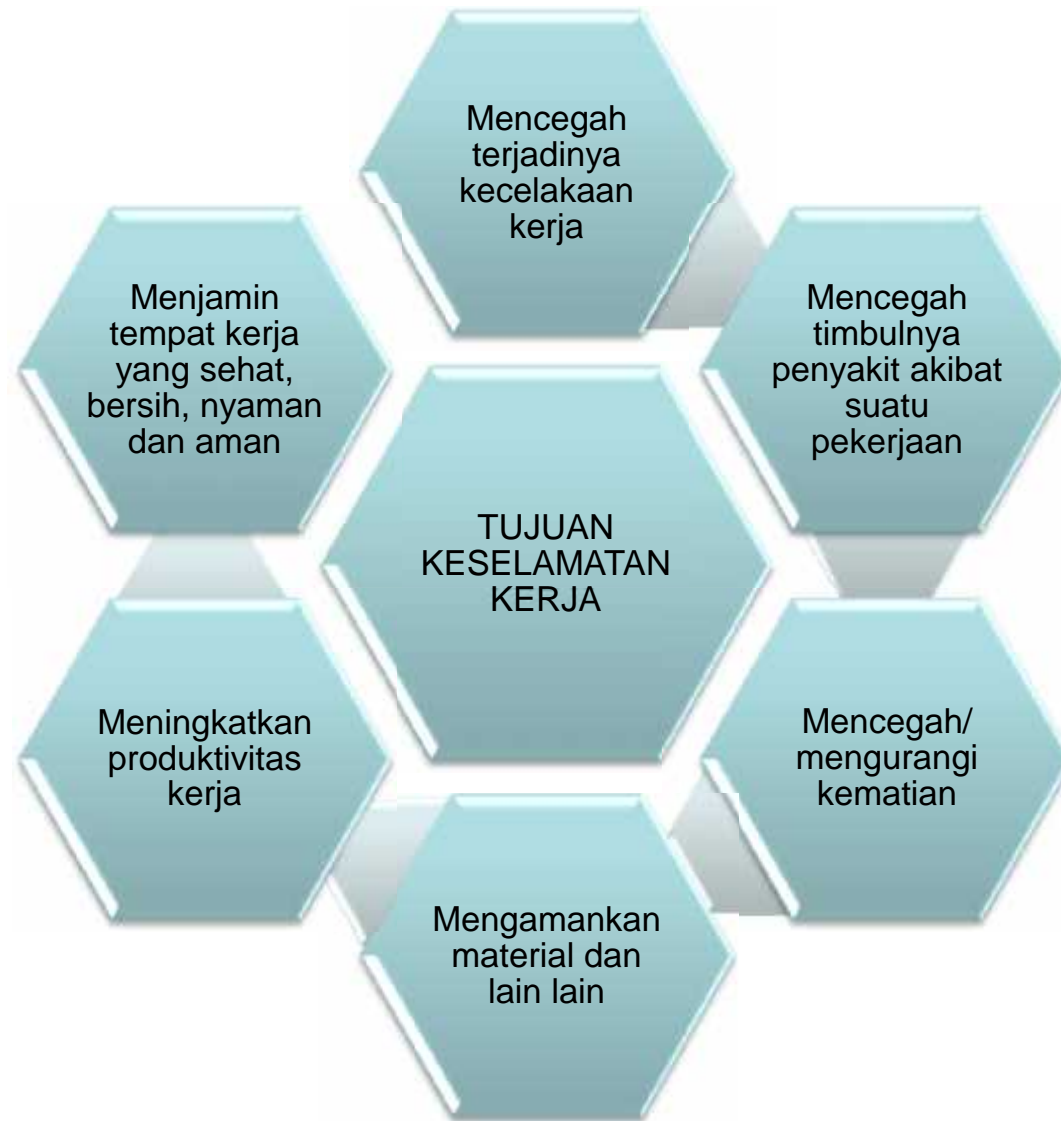 Mencegah
terjadinya
kecelakaan
kerja
Mencegah
timbulnya
penyakit akibat
suatu
pekerjaan
Mencegah/
mengurangi
kematian
Mengamankan
material dan
lain lain
Meningkatkan
produktivitas
kerja
Menjamin
tempat kerja
yang sehat,
bersih, nyaman
dan aman
TUJUAN
KESELAMATAN
KERJA